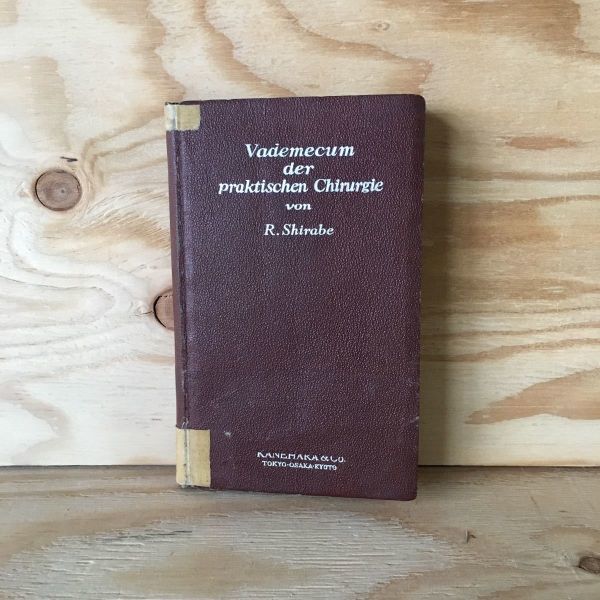 Vademecum
der
praktischen Chirurgie
von
R. Shirabe
KANEHARA & Co.
TOKYO-OSAKA-KYOTO